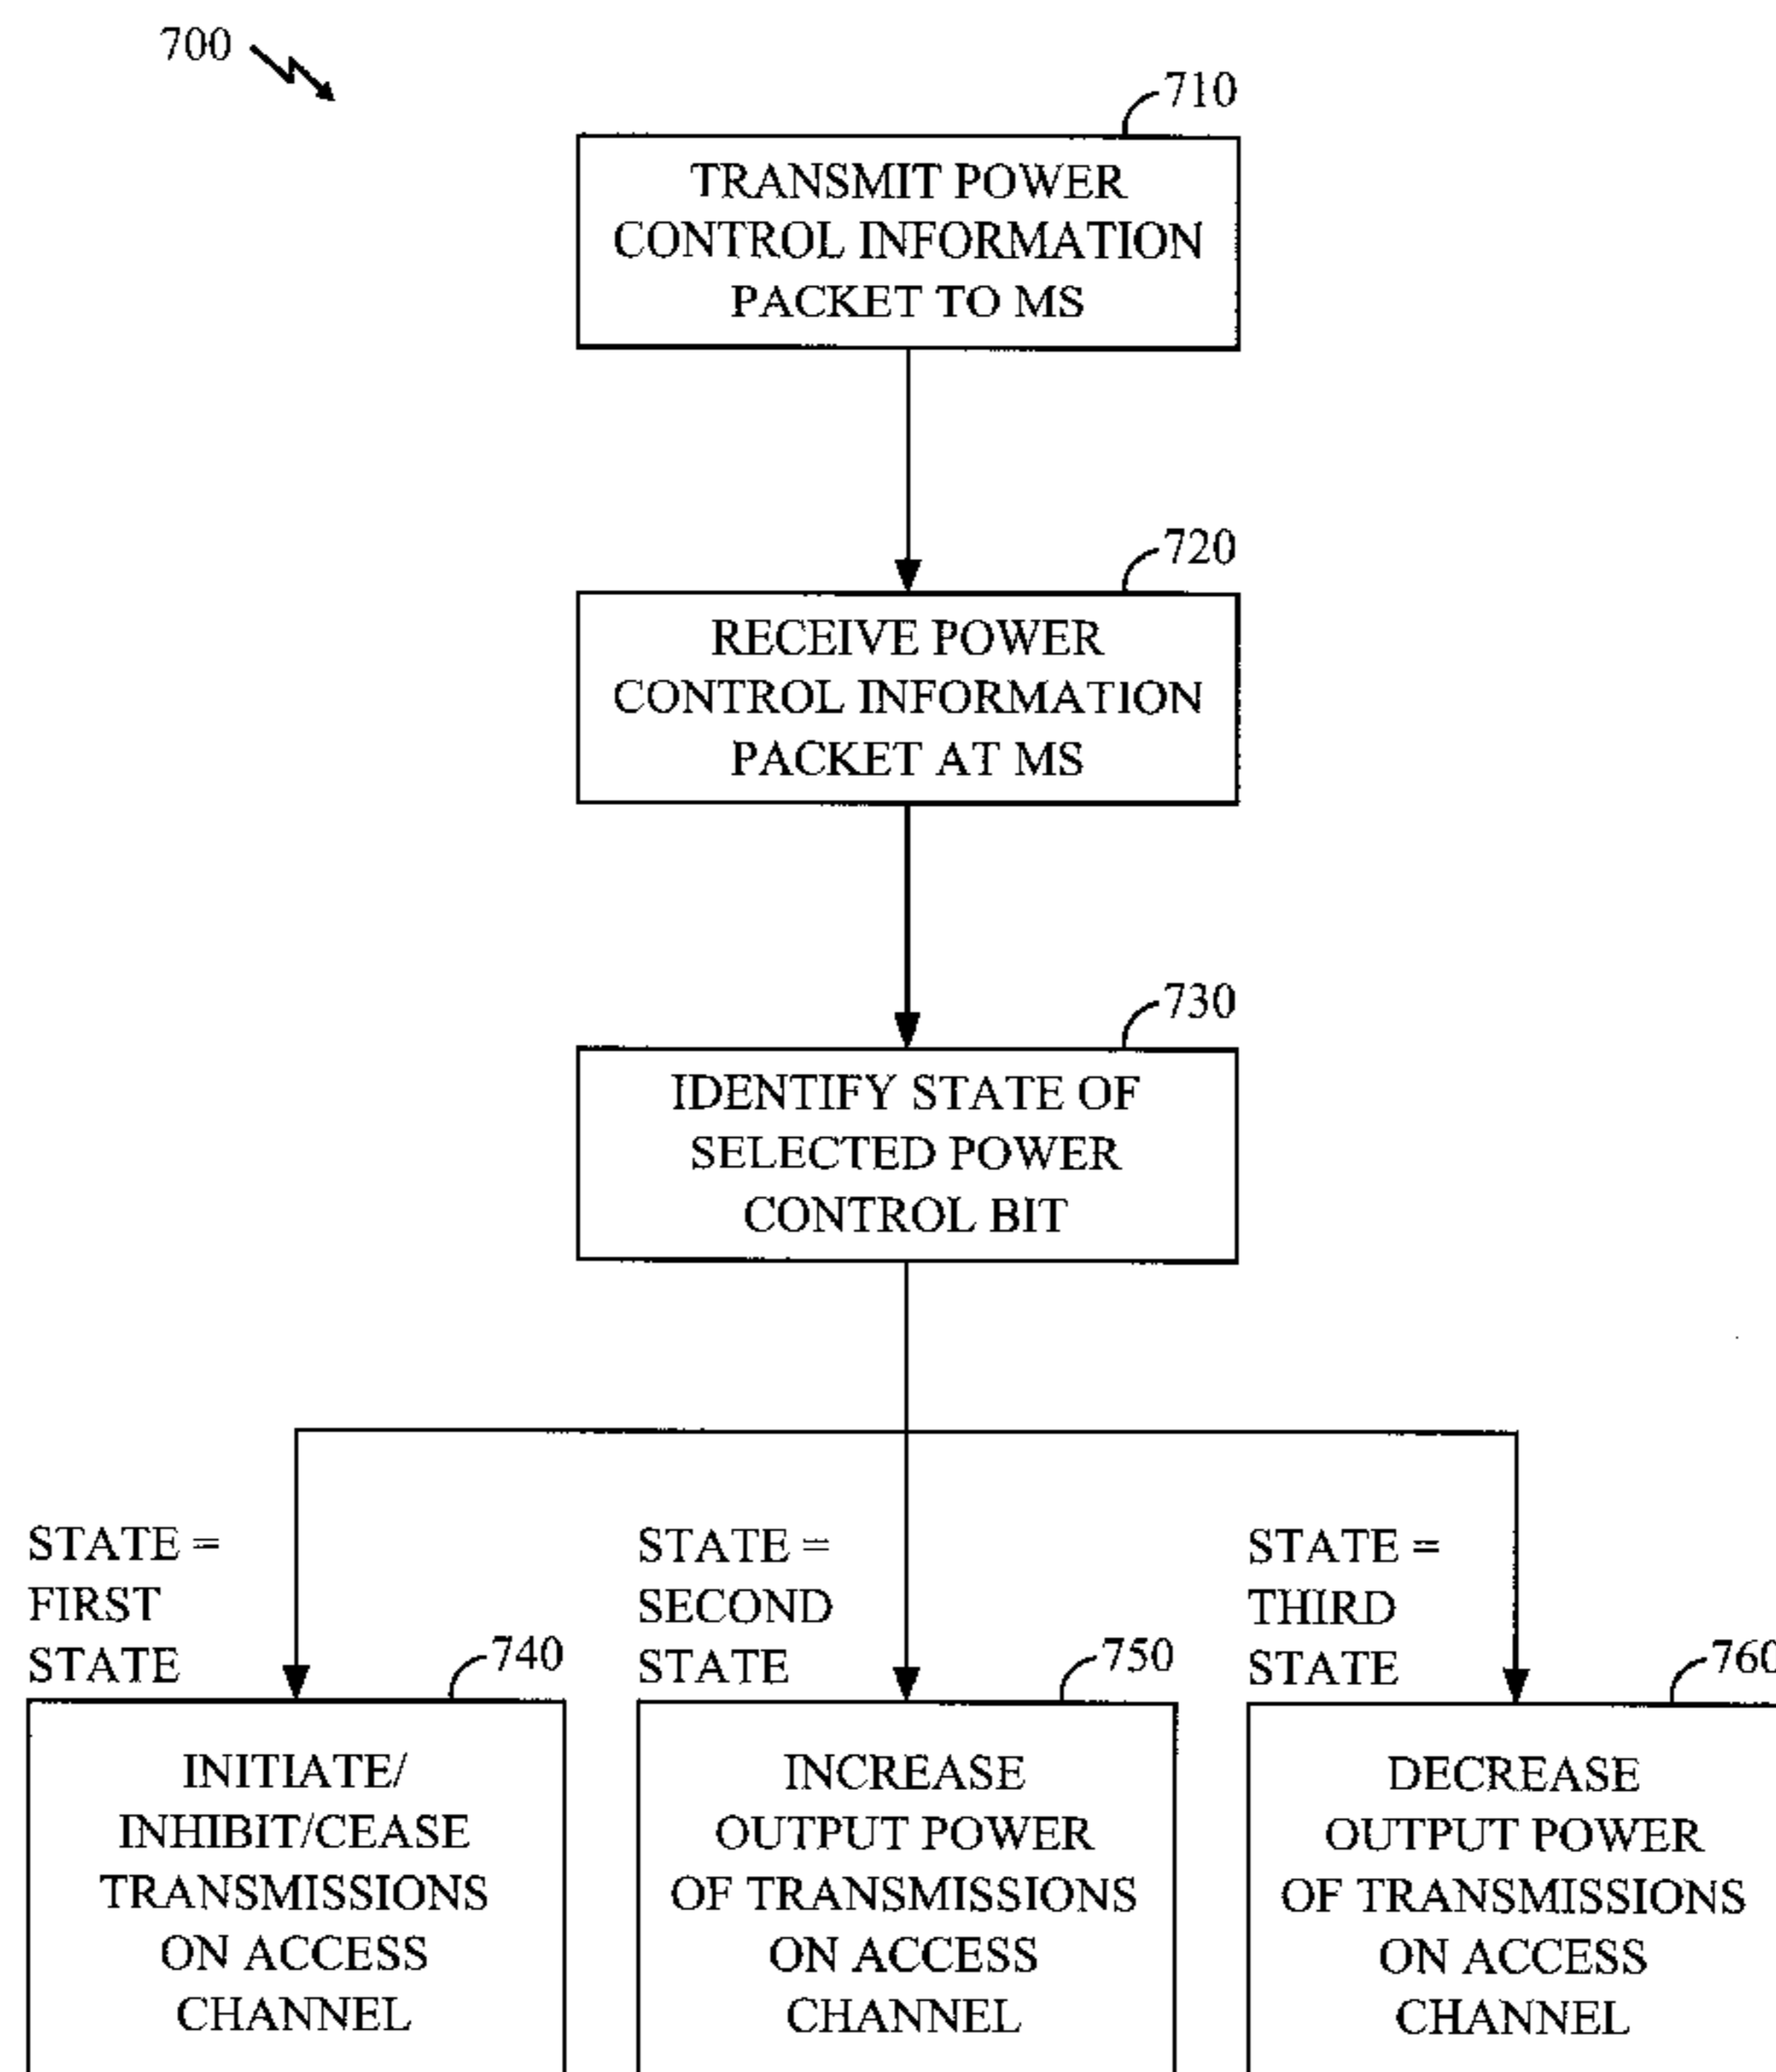 700
710
TRANSMIT POWER
CONTROL INFORMATION
PACKET TO MS
720
RECEIVE POWER
CONTROL INFORMATION
PACKET AT MS
730
IDENTIFY STATE OF
SELECTED POWER
CONTROL BIT
STATE =
FIRST
STATE
740
INITIATE/
INHIBIT/CEASE
TRANSMISSIONS
ON ACCESS
CHANNEL
STATE =
SECOND
STATE
750
INCREASE
OUTPUT POWER
OF TRANSMISSIONS
ON ACCESS
CHANNEL
STATE =
THIRD
STATE
760
DECREASE
OUTPUT POWER
OF TRANSMISSIONS
ON ACCESS
CHANNEL